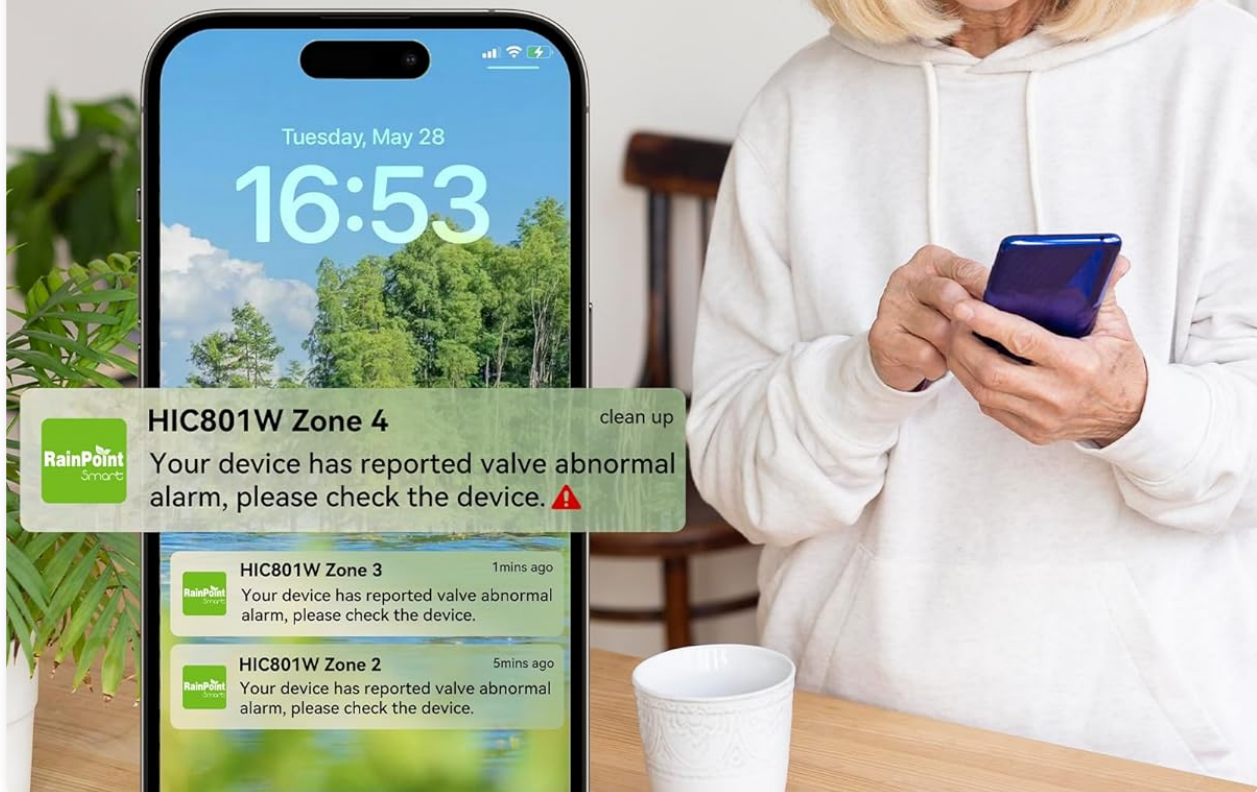 Tuesday, May 28
16:53
HIC801W Zone 4
clean up
RainPoint
Smart
Your device has reported valve abnormal
alarm, please check the device.
HIC801W Zone 3
1mins ago
RainPoint
Smart
Your device has reported valve abnormal
alarm, please check the device.
HIC801W Zone 2
5mins ago
RainPoint
Smart
Your device has reported valve abnormal
alarm, please check the device.